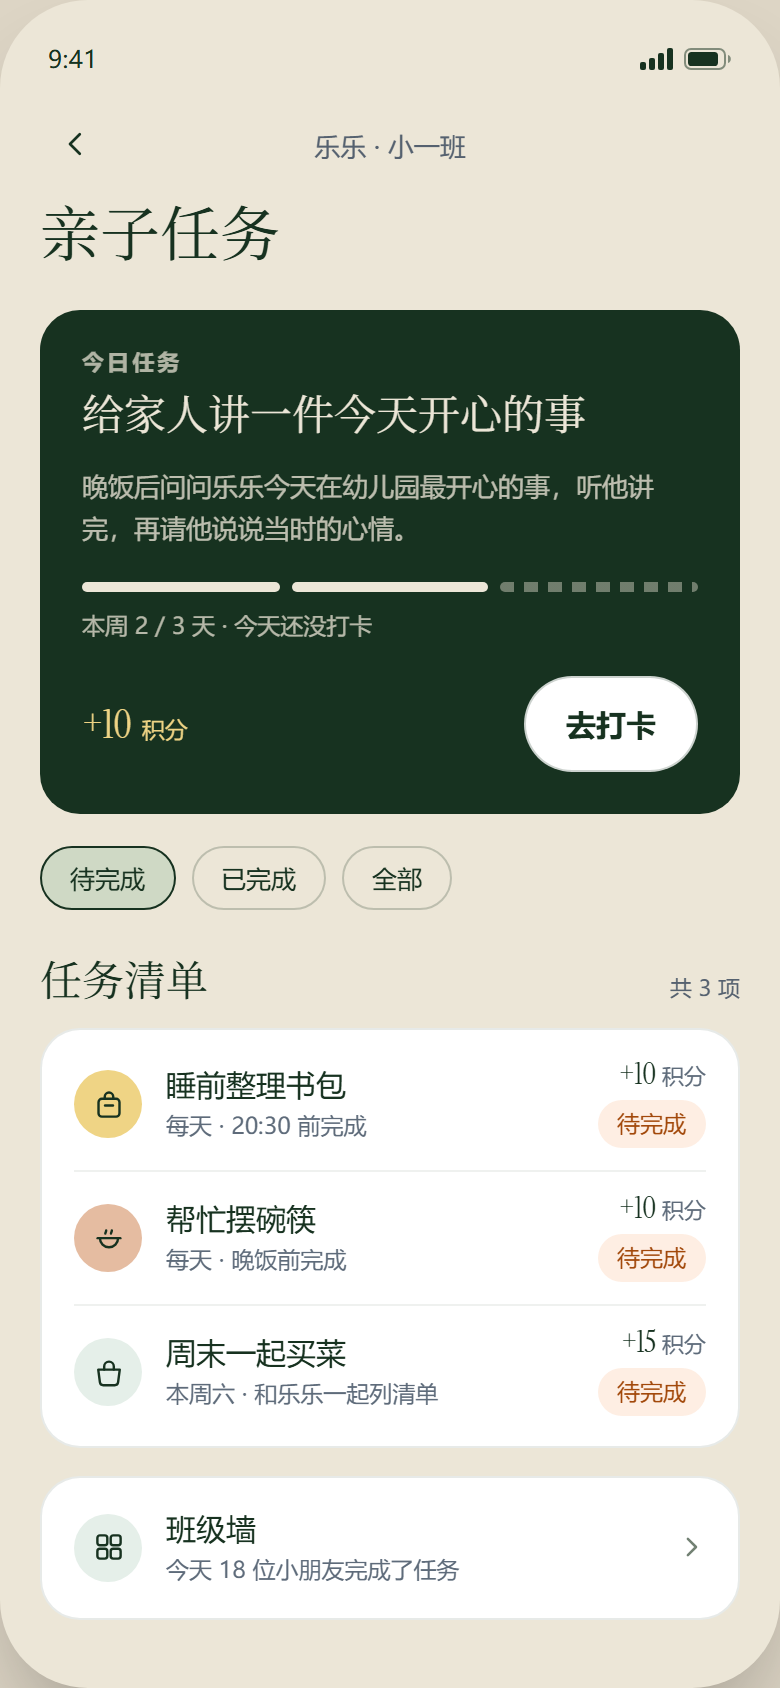 9:41
乐乐 · 小一班
亲子任务
今日任务
给家人讲一件今天开心的事
晚饭后问问乐乐今天在幼儿园最开心的事，听他讲
完，再请他说说当时的心情。
本周 2 / 3 天 · 今天还没打卡
+10 积分
去打卡
待完成
已完成
全部
任务清单
共 3 项
睡前整理书包
+10 积分
每天 · 20:30 前完成
待完成
帮忙摆碗筷
+10 积分
每天 · 晚饭前完成
待完成
周末一起买菜
+15 积分
本周六 · 和乐乐一起列清单
待完成
班级墙
今天 18 位小朋友完成了任务